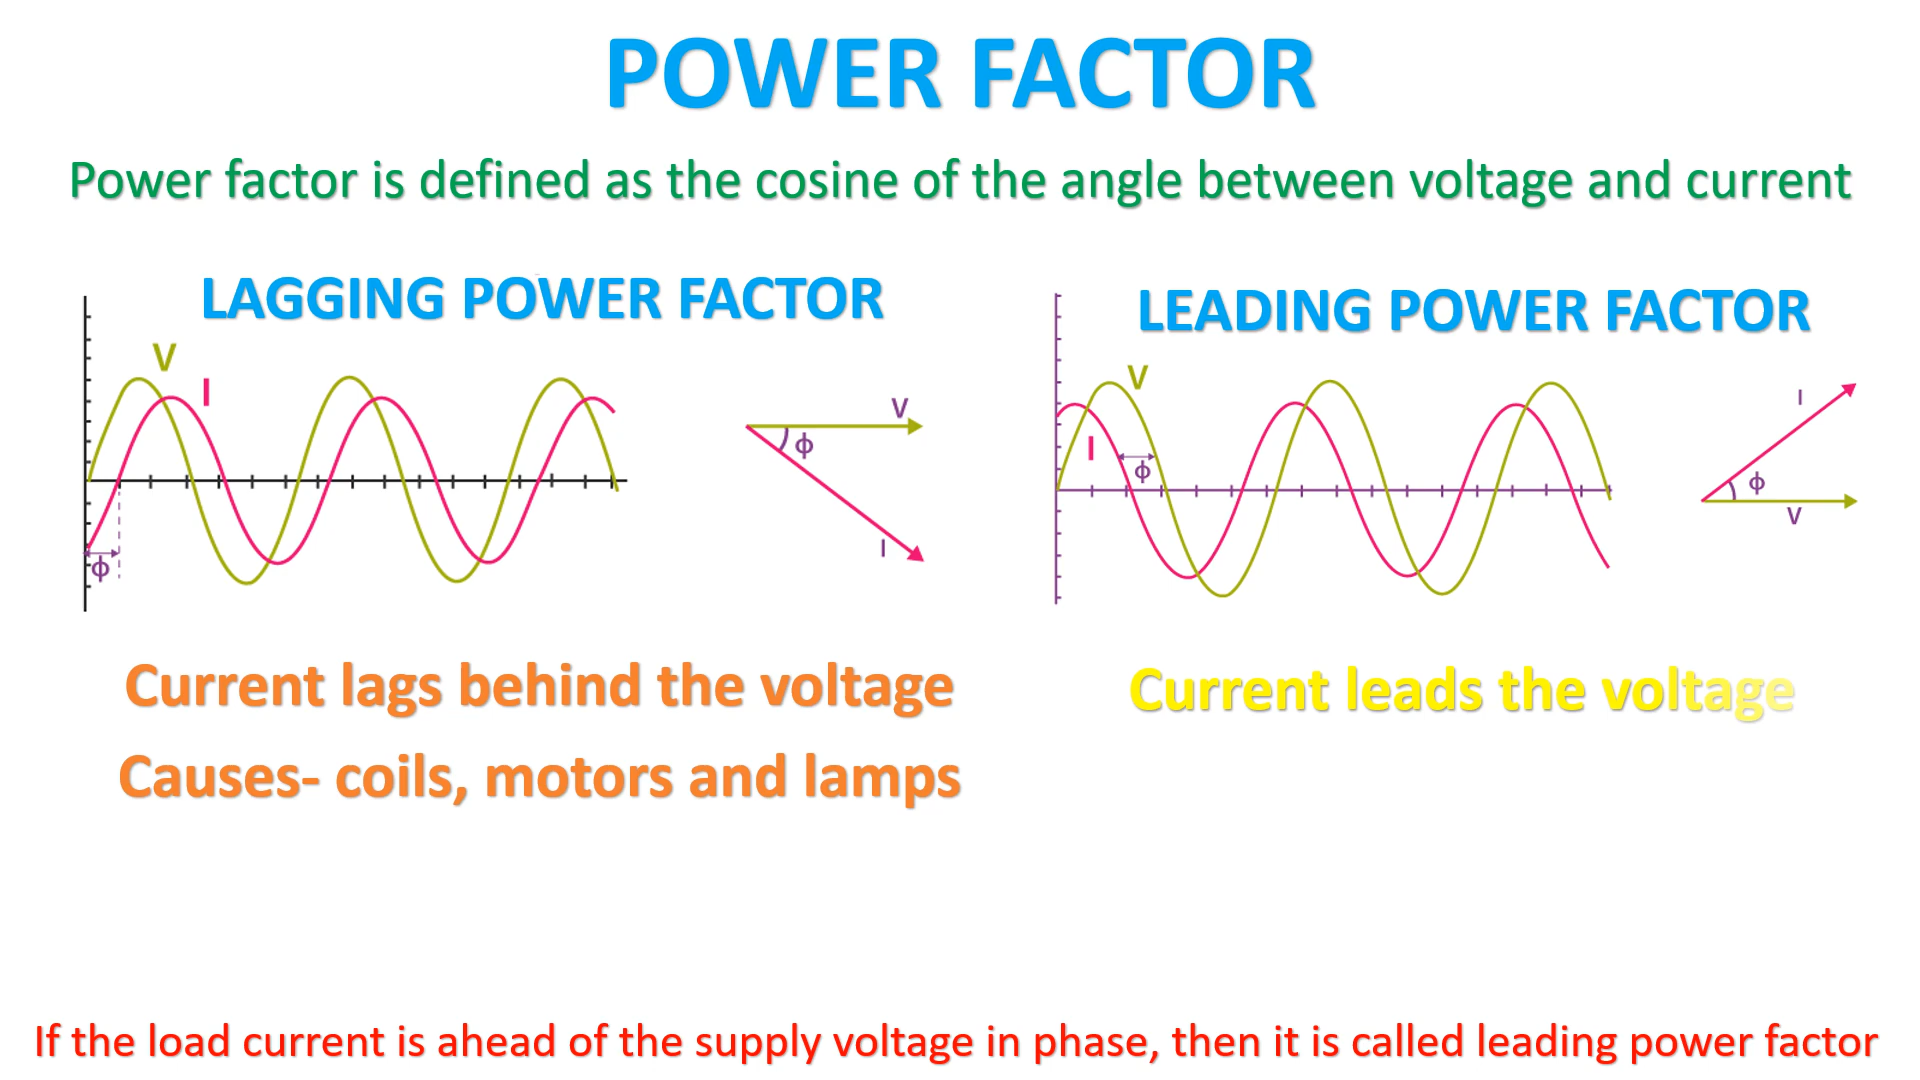 POWER FACTOR
Power factor is defined as the cosine of the angle between voltage and current
LAGGING POWER FACTOR
V
I
ϕ
V
ϕ
I
Current lags behind the voltage
Causes- coils, motors and lamps
LEADING POWER FACTOR
V
I
ϕ
I
ϕ
V
Current leads the voltage
If the load current is ahead of the supply voltage in phase, then it is called leading power factor